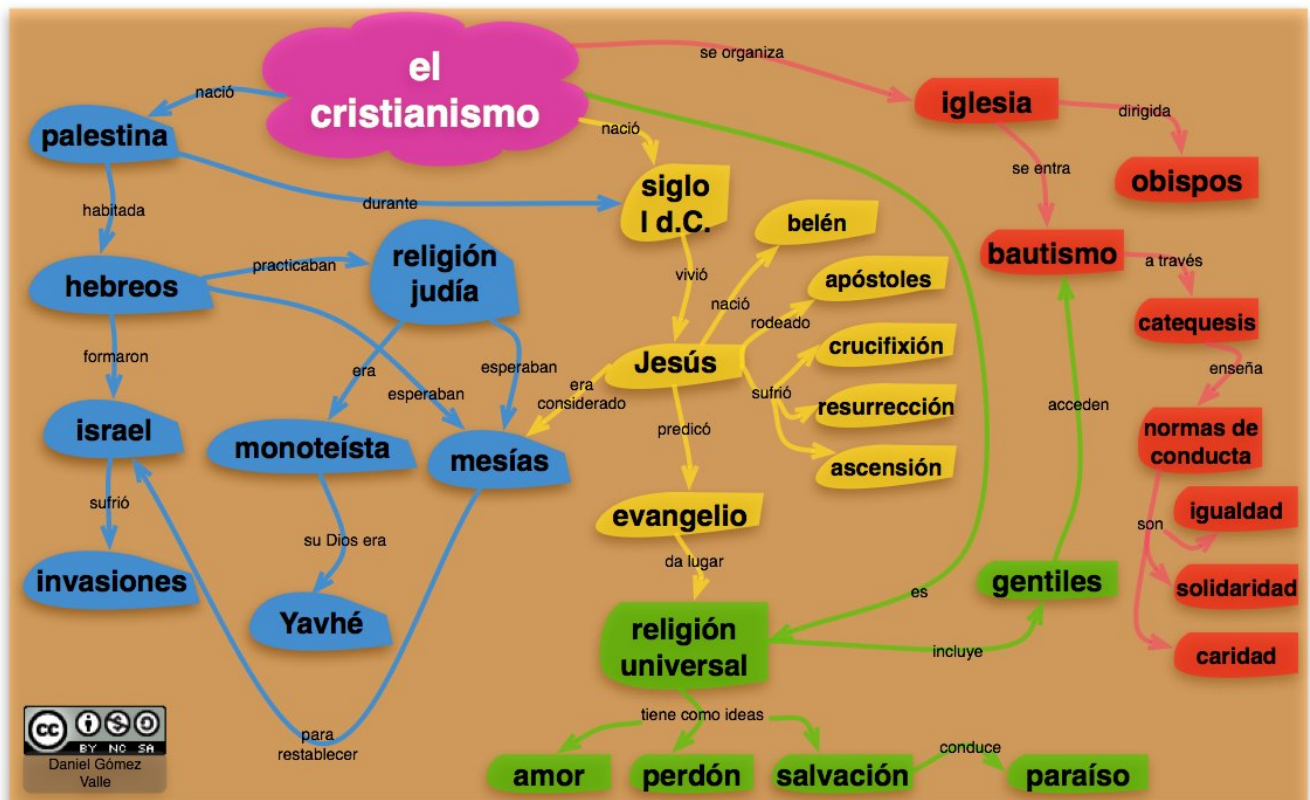 el
cristianismo
se organiza
iglesia
dirigida
obispos
se entra
bautismo
a través
catequesis
enseña
normas de
conducta
son
igualdad
solidaridad
caridad
nació
palestina
durante
habitada
hebreos
practicaban
religión
judía
formaron
israel
sufrió
invasiones
era
monoteísta
su Dios era
Yavhé
esperaban
esperaban
mesías
para
restablecer
nació
siglo
I d.C.
vivió
Jesús
nació
belén
rodeado
apóstoles
sufrió
crucifixión
resurrección
ascensión
era
considerado
predicó
evangelio
da lugar
es
religión
universal
incluye
gentiles
acceden
tiene como ideas
amor
perdón
salvación
conduce
paraíso
cc
BY NC SA
Daniel Gómez
Valle